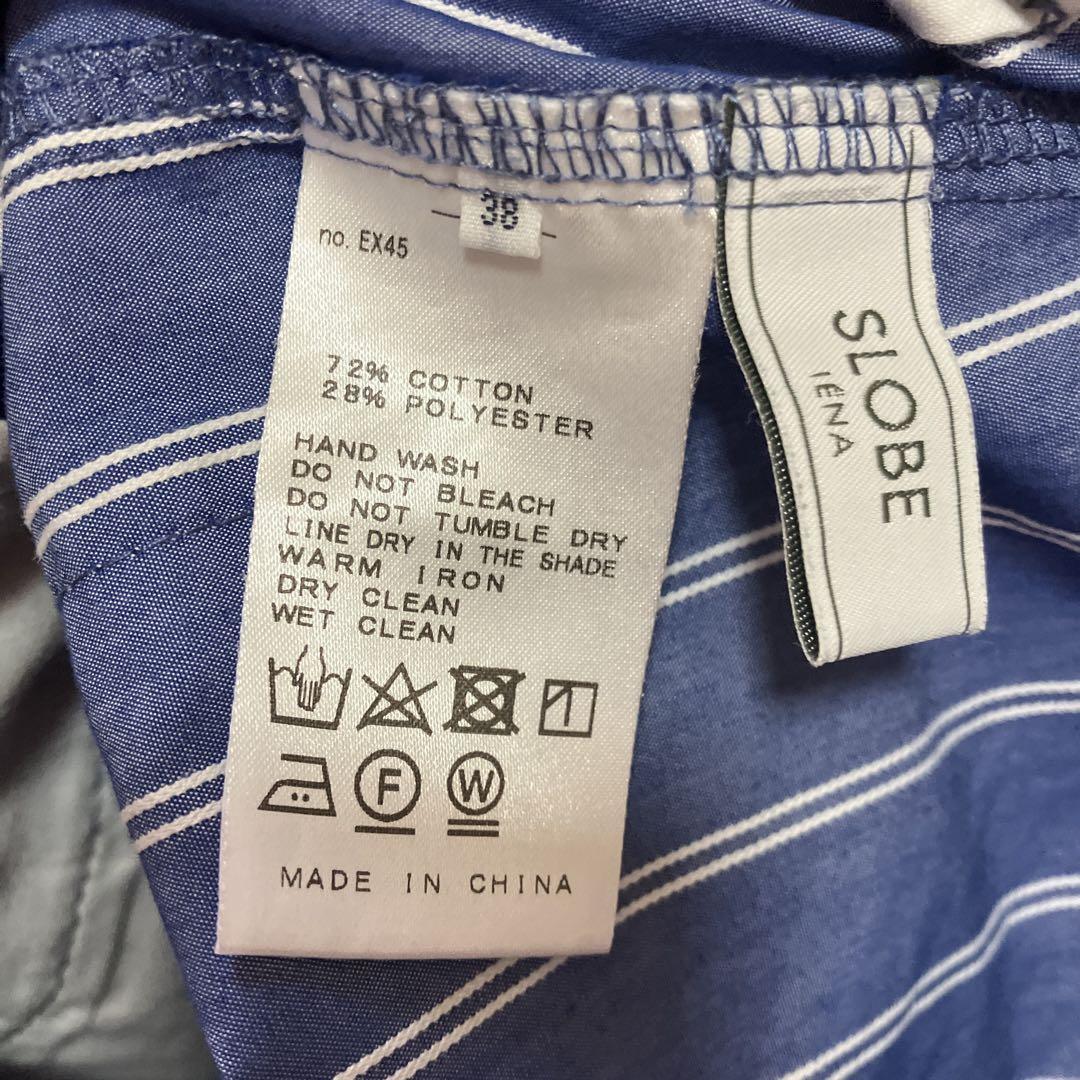 38
no. EX45
72% COTTON
28% POLYESTER
HAND WASH
DO NOT BLEACH
DO NOT TUMBLE DRY
LINE DRY IN THE SHADE
WARM IRON
DRY CLEAN
WET CLEAN
F
W
MADE IN CHINA
SLOBE
IÉNA